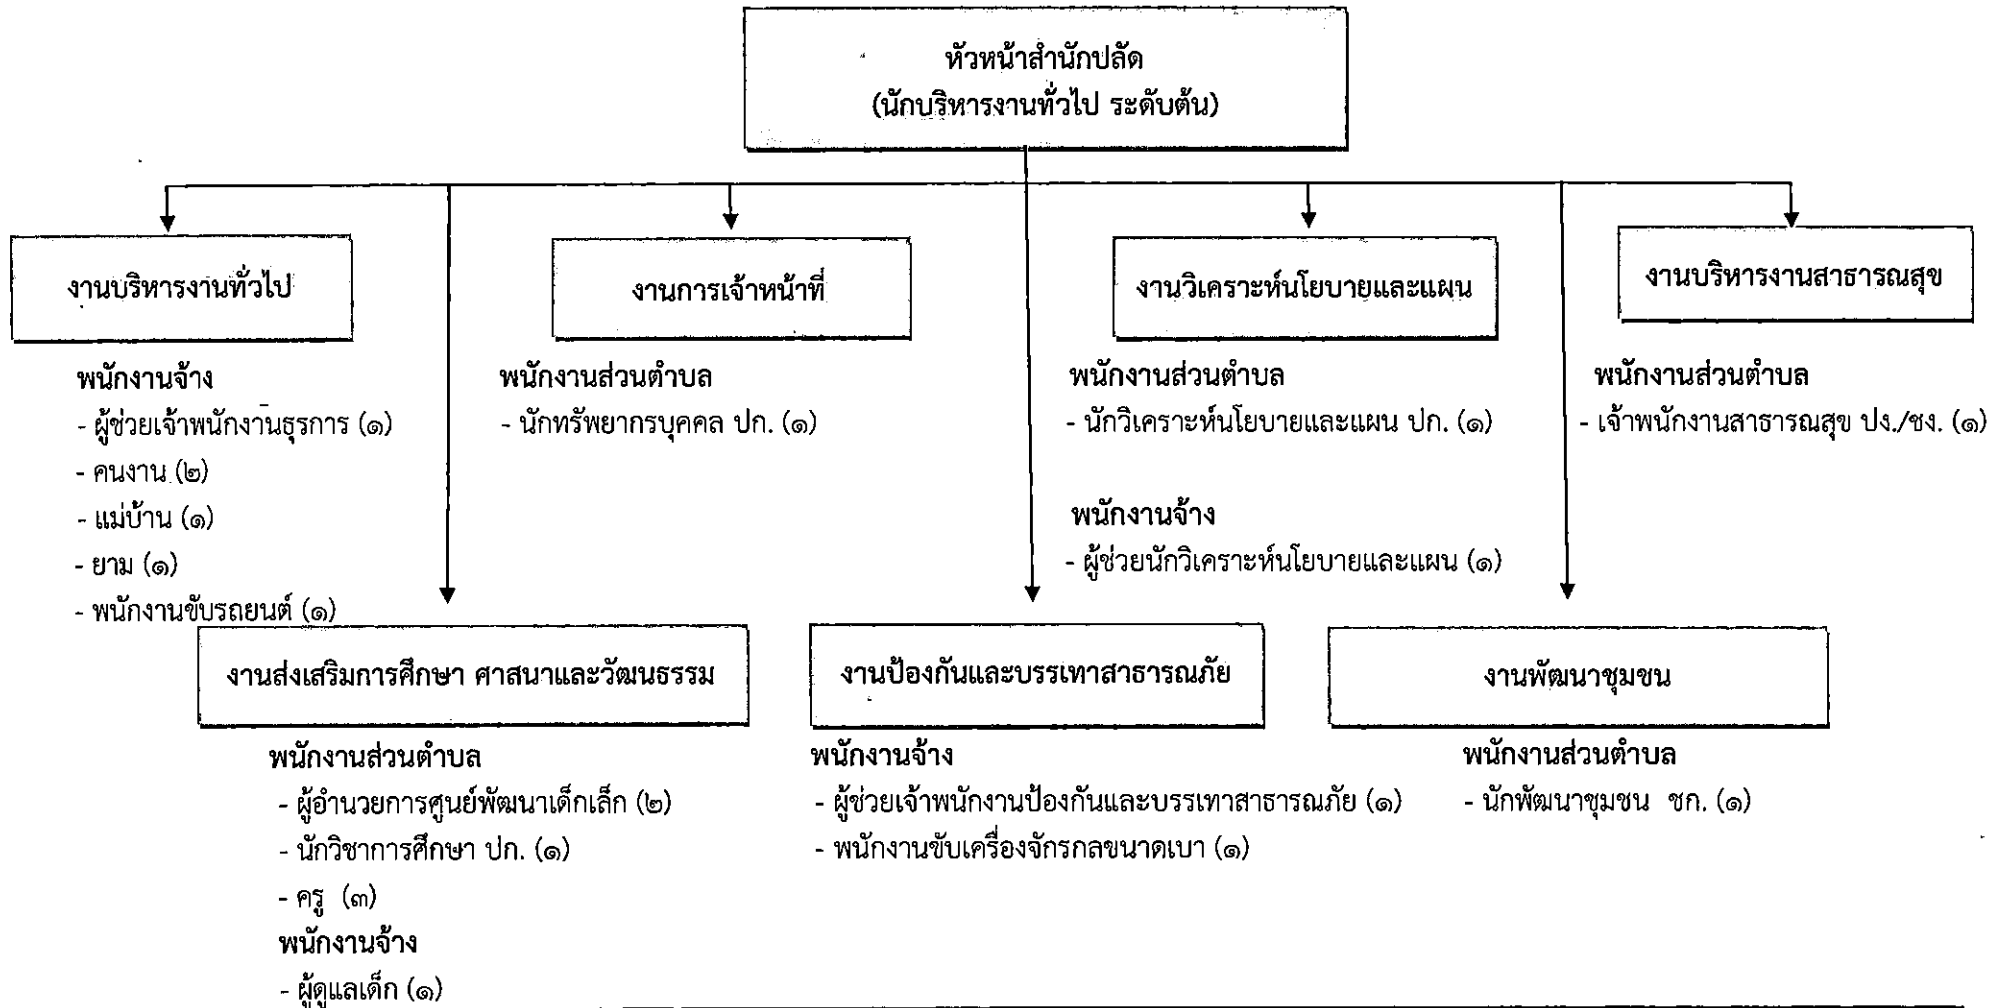 หัวหน้าสำนักปลัด
(นักบริหารงานทั่วไป ระดับต้น)
งานบริหารงานทั่วไป
พนักงานจ้าง
- ผู้ช่วยเจ้าพนักงานธุรการ (๑)
- คนงาน (๒)
- แม่บ้าน (๑)
- ยาม (๑)
- พนักงานขับรถยนต์ (๑)
งานการเจ้าหน้าที่
พนักงานส่วนตำบล
- นักทรัพยากรบุคคล ปก. (๑)
งานวิเคราะห์นโยบายและแผน
พนักงานส่วนตำบล
- นักวิเคราะห์นโยบายและแผน ปก. (๑)
พนักงานจ้าง
- ผู้ช่วยนักวิเคราะห์นโยบายและแผน (๑)
งานบริหารงานสาธารณสุข
พนักงานส่วนตำบล
- เจ้าพนักงานสาธารณสุข ปง./ชง. (๑)
งานส่งเสริมการศึกษา ศาสนาและวัฒนธรรม
พนักงานส่วนตำบล
- ผู้อำนวยการศูนย์พัฒนาเด็กเล็ก (๒)
- นักวิชาการศึกษา ปก. (๑)
- ครู (๓)
พนักงานจ้าง
- ผู้ดูแลเด็ก (๑)
งานป้องกันและบรรเทาสาธารณภัย
พนักงานจ้าง
- ผู้ช่วยเจ้าพนักงานป้องกันและบรรเทาสาธารณภัย (๑)
- พนักงานขับเครื่องจักรกลขนาดเบา (๑)
งานพัฒนาชุมชน
พนักงานส่วนตำบล
- นักพัฒนาชุมชน ชก. (๑)